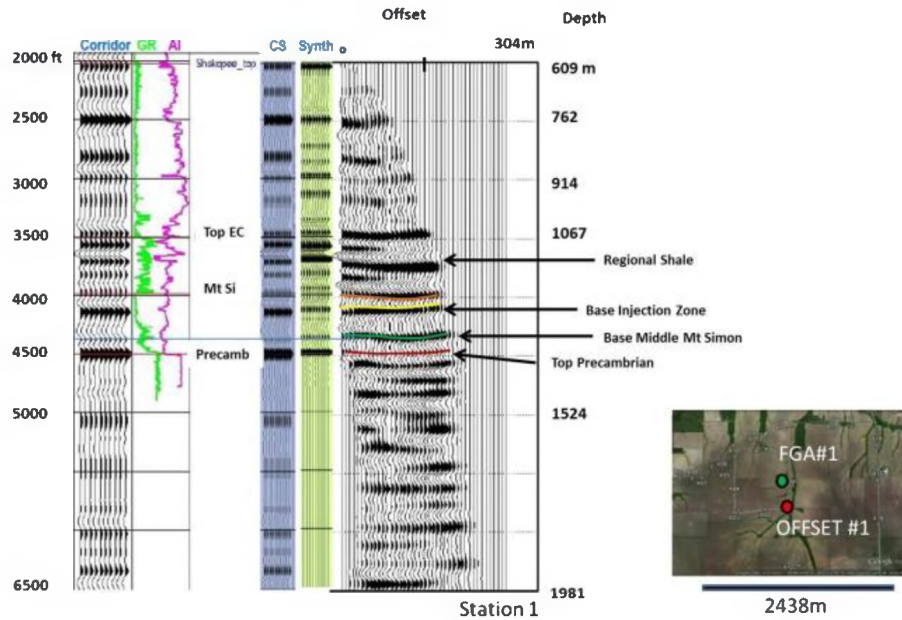 Offset
Depth
Corridor GR AI CS Synth o 304m
2000 ft Shakopee_top 609 m
2500 762
3000 914
Top EC
3500 1067
Regional Shale
Mt Si
4000
Base Injection Zone
Base Middle Mt Simon
4500 Precamb
Top Precambrian
5000 1524
6500 1981
Station 1
FGA#1
OFFSET #1
2438m